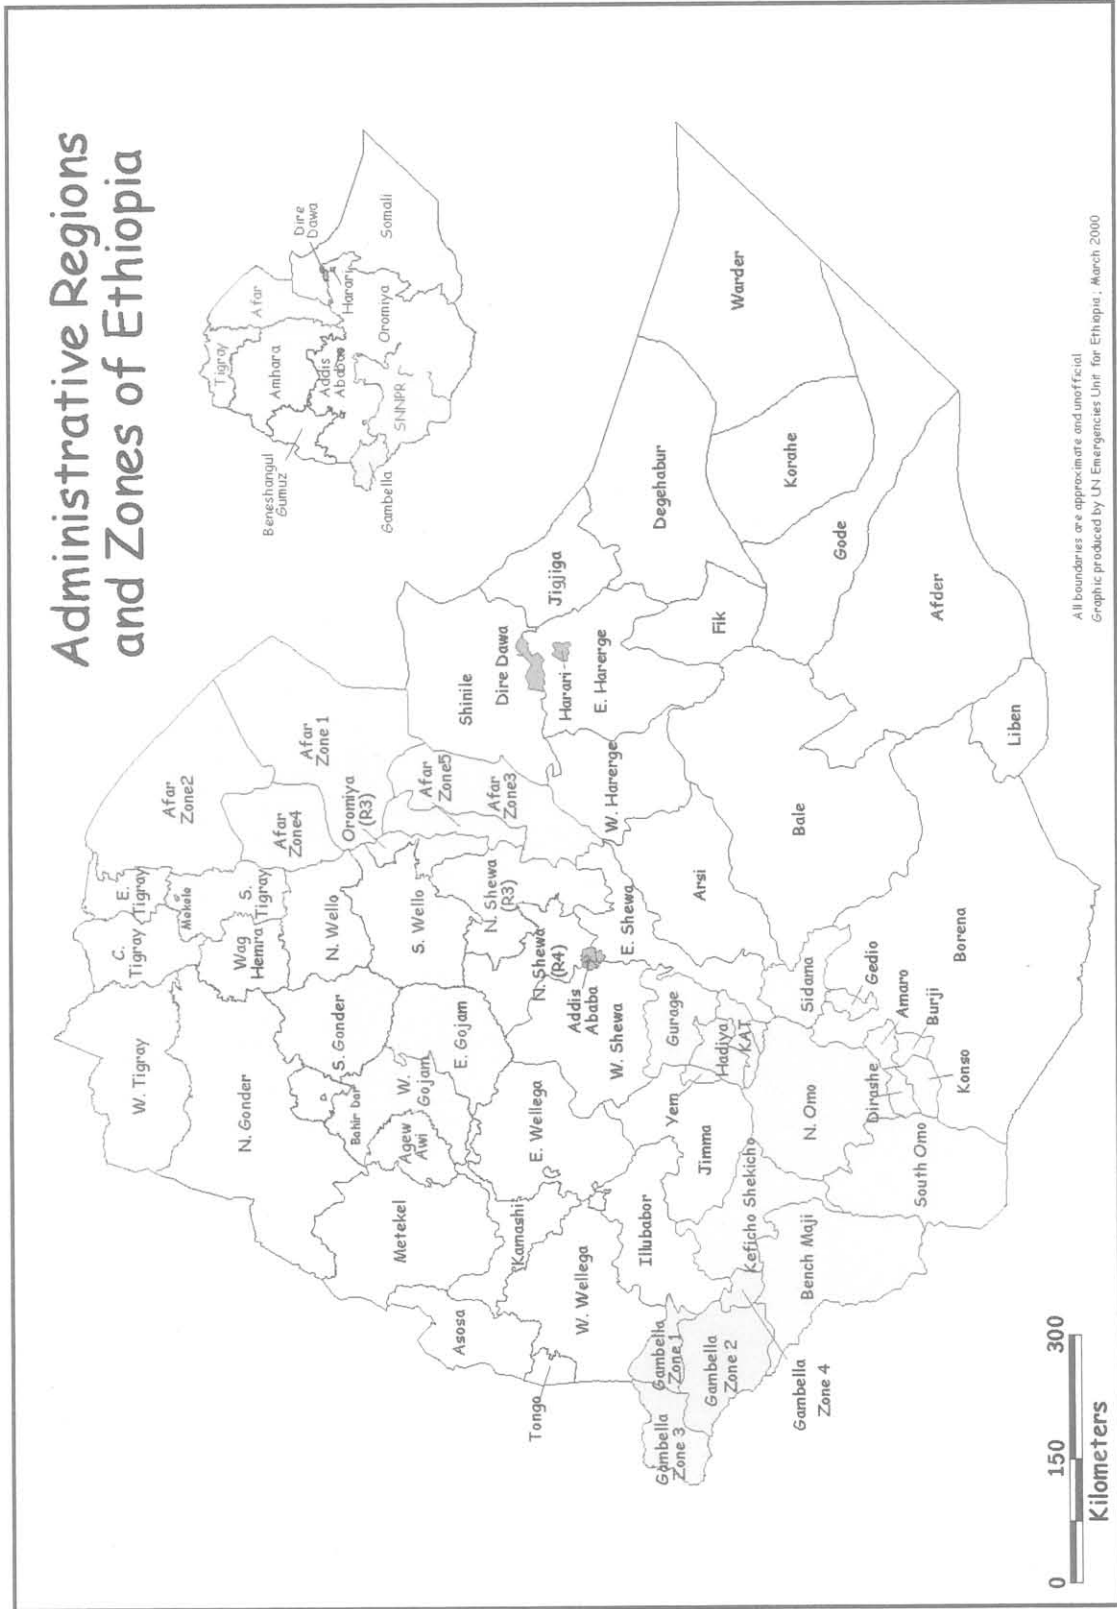 Administrative Regions
and Zones of Ethiopia
Tigray
Afar
Amhara
Beneshangul
Gumuz
Addis
Ababa
Dire
Dawa
Harari
Somali
Oromiya
SNNPR
Gambella
W. Tigray
C.
Tigray
E.
Tigray
Mekele
S.
Tigray
Afar
Zone2
Afar
Zone 1
Afar
Zone4
Oromiya
(R3)
Afar
Zone5
Afar
Zone3
N. Gonder
Wag
Hemra
N. Wello
S. Gonder
Bahir Dar
W.
Gojam
Agew
Awi
E. Gojam
S. Wello
N. Shewa
(R3)
N. Shewa
(R4)
Metekel
Kamashi
Asosa
Tongo
W. Wellega
E. Wellega
Addis
Ababa
W. Shewa
E. Shewa
Shinile
Dire Dawa
Jigjiga
Harari
E. Harerge
W. Harerge
Fik
Degehabur
Warder
Korahe
Gode
Afder
Liben
Illubabor
Jimma
Yem
Gurage
Hadiya
KAT
Arsi
Bale
Gambella
Zone 1
Gambella
Zone 2
Gambella
Zone 3
Gambella
Zone 4
Keficho Shekicho
Bench Maji
N. Omo
South Omo
Sidama
Gedio
Amaro
Burji
Dirashe
Konso
Borena
0 150 300
Kilometers
All boundaries are approximate and unofficial
Graphic produced by UN Emergencies Unit for Ethiopia; March 2000